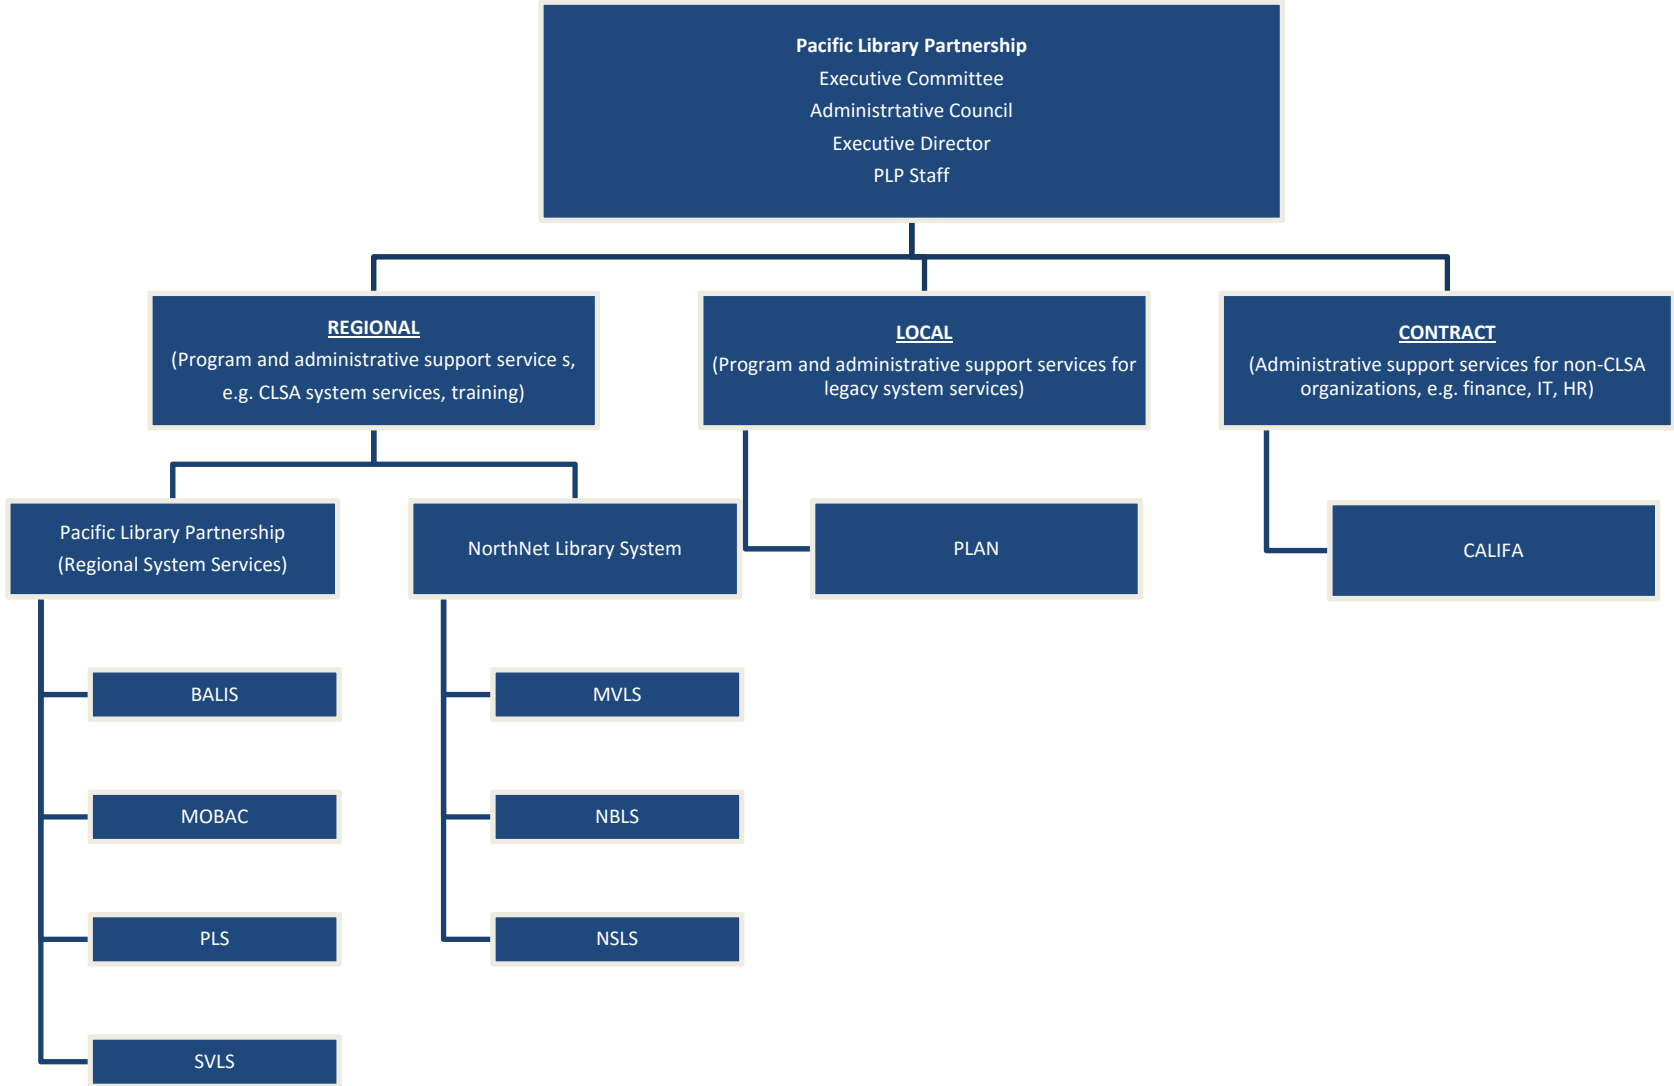 Pacific Library Partnership
Executive Committee
Administrtative Council
Executive Director
PLP Staff
REGIONAL
(Program and administrative support service s,
e.g. CLSA system services, training)
LOCAL
(Program and administrative support services for
legacy system services)
CONTRACT
(Administrative support services for non-CLSA
organizations, e.g. finance, IT, HR)
Pacific Library Partnership
(Regional System Services)
NorthNet Library System
PLAN
CALIFA
BALIS
MVLS
MOBAC
NBLS
PLS
NSLS
SVLS